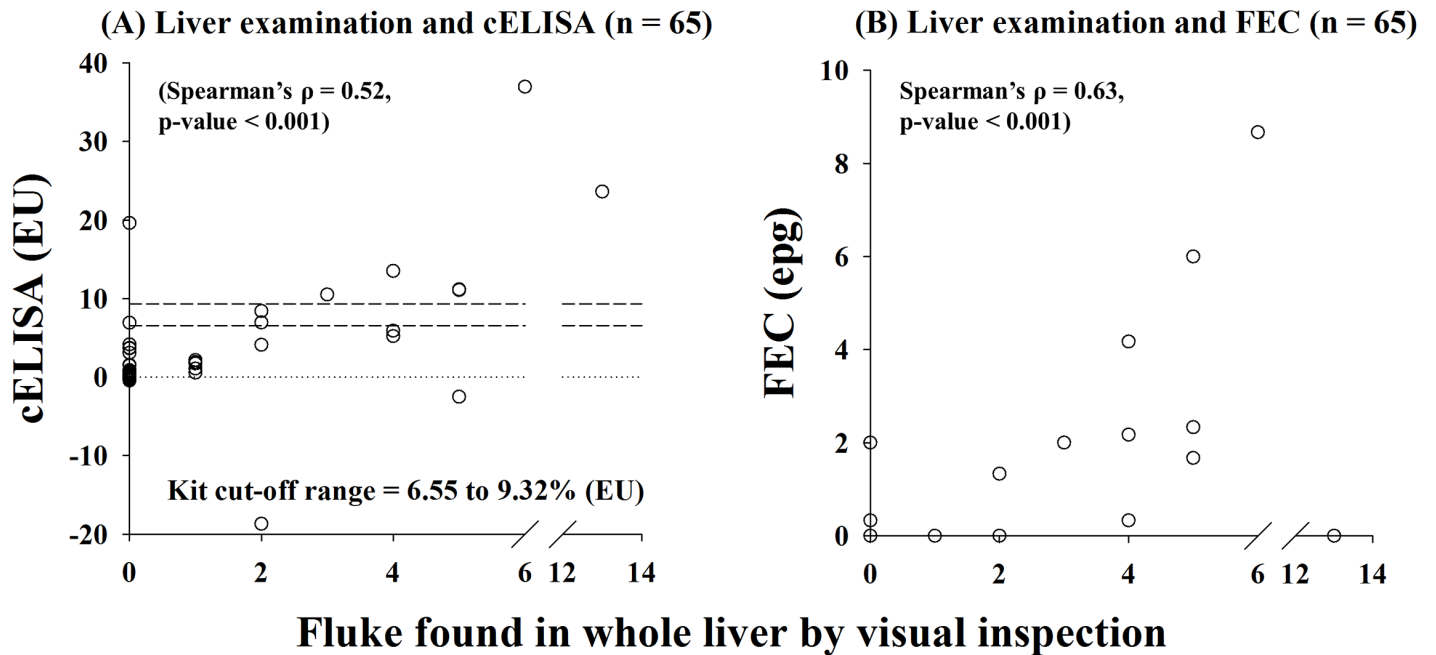 (A) Liver examination and cELISA (n = 65)
(Spearman’s ρ = 0.52,
p-value < 0.001)
cELISA (EU)
40
30
20
10
0
-10
-20
Kit cut-off range = 6.55 to 9.32% (EU)
0 2 4 6 12 14
(B) Liver examination and FEC (n = 65)
Spearman’s ρ = 0.63,
p-value < 0.001)
FEC (epg)
10
8
6
4
2
0
0 2 4 6 12 14
Fluke found in whole liver by visual inspection